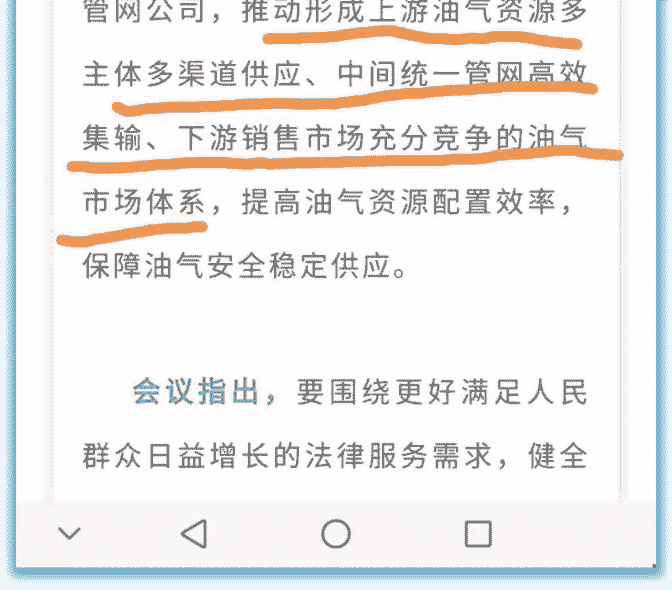 管网公司，推动形成上游油气资源多
主体多渠道供应、中间统一管网高效
集输、下游销售市场充分竞争的油气
市场体系，提高油气资源配置效率，
保障油气安全稳定供应。
会议指出，要围绕更好满足人民
群众日益增长的法律服务需求，健全